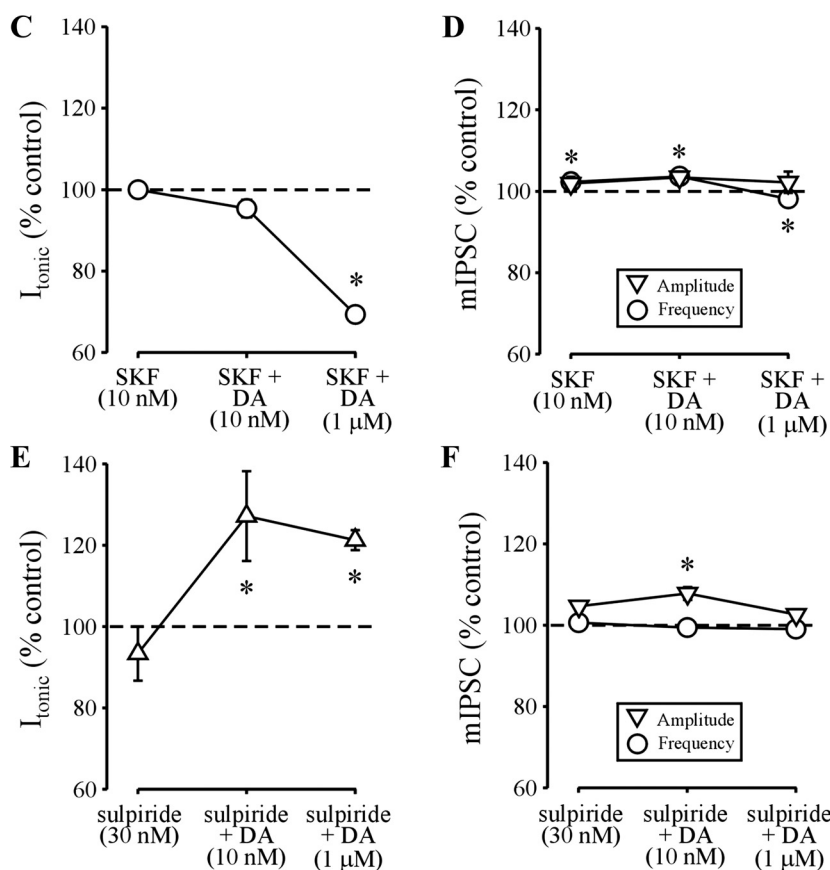 C
140
120
100
80
60
I tonic (% control)
*
SKF
(10 nM)
SKF +
DA
(10 nM)
SKF +
DA
(1 µM)
D
140
120
100
80
60
mIPSC (% control)
*
*
*
Amplitude
Frequency
SKF
(10 nM)
SKF +
DA
(10 nM)
SKF +
DA
(1 µM)
E
140
120
100
80
60
I tonic (% control)
*
*
sulpiride
(30 nM)
sulpiride
+ DA
(10 nM)
sulpiride
+ DA
(1 µM)
F
140
120
100
80
60
mIPSC (% control)
*
Amplitude
Frequency
sulpiride
(30 nM)
sulpiride
+ DA
(10 nM)
sulpiride
+ DA
(1 µM)